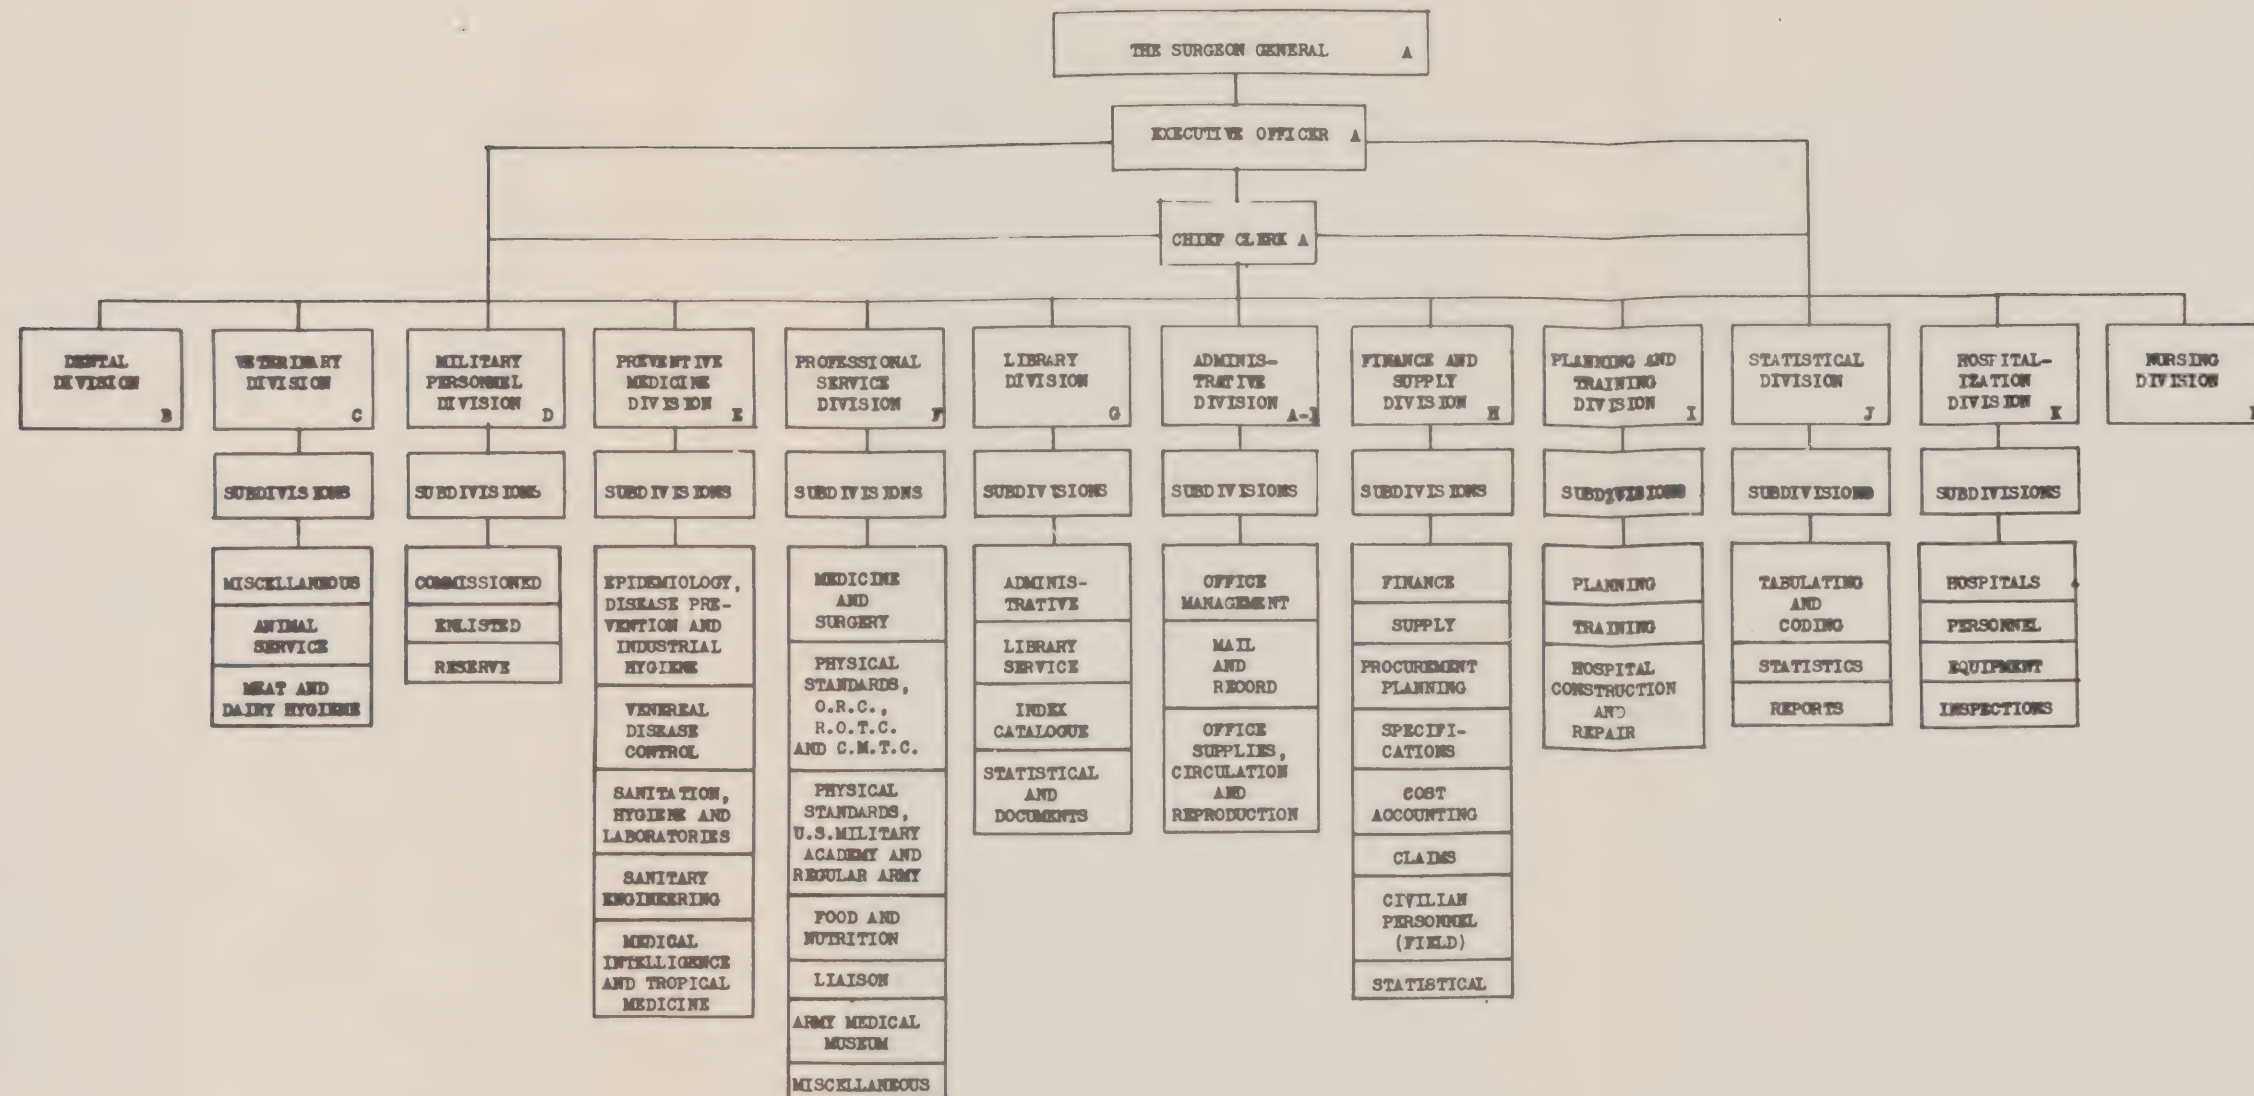 THE SURGEON GENERAL A
EXECUTIVE OFFICER A
CHIEF CLERK A
DENTAL
DIVISION
B
VETERINARY
DIVISION
C
MILITARY
PERSONNEL
DIVISION
D
PREVENTIVE
MEDICINE
DIVISION
E
PROFESSIONAL
SERVICE
DIVISION
F
LIBRARY
DIVISION
G
ADMINIS-
TRATIVE
DIVISION
FINANCE AND
SUPPLY
DIVISION
H
PLANNING AND
TRAINING
DIVISION
I
STATISTICAL
DIVISION
J
HOSPITAL-
IZATION
DIVISION
K
NURSING
DIVISION
SUBDIVISIONS
MISCELLANEOUS
ANIMAL
SERVICE
MEAT AND
DAIRY HYGIENE
SUBDIVISIONS
COMMISSIONED
ENLISTED
RESERVE
SUBDIVISIONS
EPIDEMIOLOGY,
DISEASE PRE-
VENTION AND
INDUSTRIAL
HYGIENE
VENEREAL
DISEASE
CONTROL
SANITATION,
HYGIENE AND
LABORATORIES
SANITARY
ENGINEERING
MEDICAL
INTELLIGENCE
AND TROPICAL
MEDICINE
SUBDIVISIONS
MEDICINE
AND
SURGERY
PHYSICAL
STANDARDS,
O.R.C.,
R.O.T.C.
AND C.M.T.C.
PHYSICAL
STANDARDS,
U.S.MILITARY
ACADEMY AND
REGULAR ARMY
FOOD AND
NUTRITION
LIAISON
ARMY MEDICAL
MUSEUM
MISCELLANEOUS
SUBDIVISIONS
ADMINIS-
TRATIVE
LIBRARY
SERVICE
INDEX
CATALOGUE
STATISTICAL
AND
DOCUMENTS
SUBDIVISIONS
OFFICE
MANAGEMENT
MAIL
AND
RECORD
OFFICE
SUPPLIES,
CIRCULATION
AND
REPRODUCTION
SUBDIVISIONS
FINANCE
SUPPLY
PROCUREMENT
PLANNING
SPECIFI-
CATIONS
COST
ACCOUNTING
CLAIMS
CIVILIAN
PERSONNEL
(FIELD)
STATISTICAL
SUBDIVISIONS
PLANNING
TRAINING
HOSPITAL
CONSTRUCTION
AND
REPAIR
SUBDIVISIONS
TABULATING
AND
CODING
STATISTICS
REPORTS
SUBDIVISIONS
HOSPITALS
PERSONNEL
EQUIPMENT
INSPECTIONS